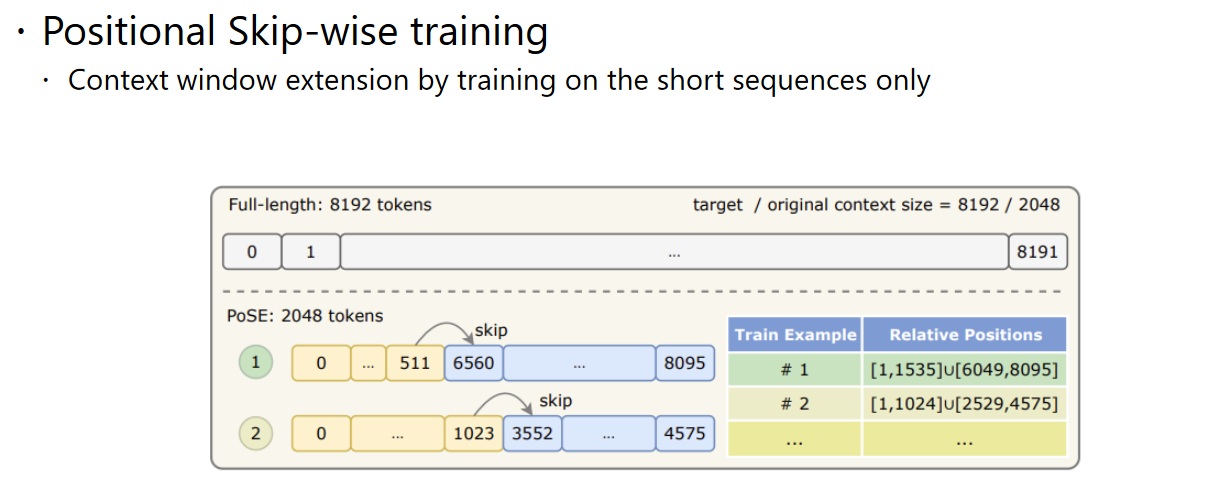 · Positional Skip-wise training
· Context window extension by training on the short sequences only
Full-length: 8192 tokens
target / original context size = 8192 / 2048
0 1 ... 8191
PoSE: 2048 tokens
skip
1 0 ... 511 6560 ... 8095
skip
2 0 ... 1023 3552 ... 4575
Train Example Relative Positions
# 1 [1,1535]∪[6049,8095]
# 2 [1,1024]∪[2529,4575]
... ...